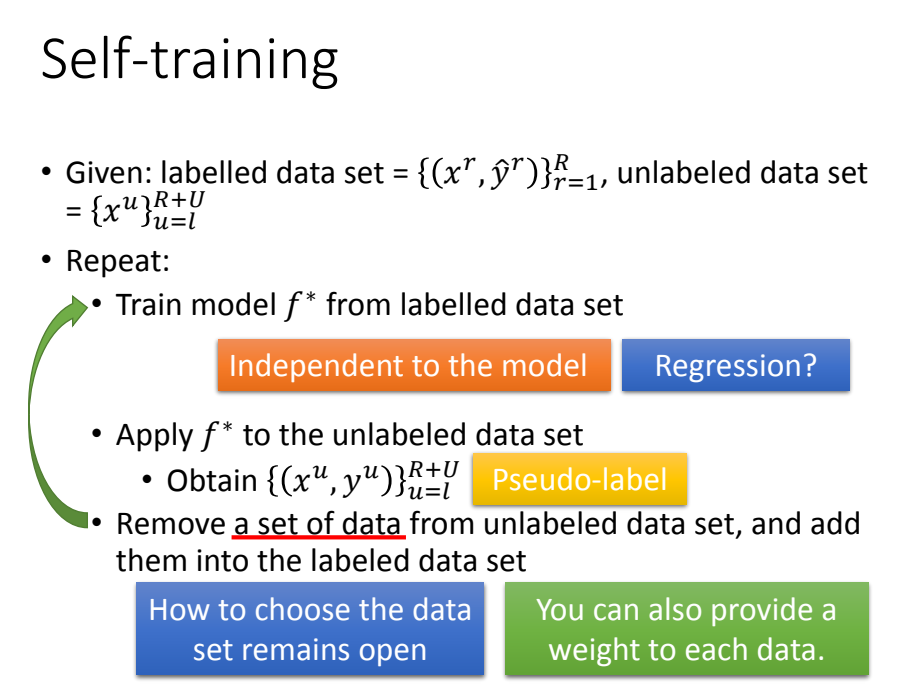 Self-training
• Given: labelled data set = {(x^r, ŷ^r)}_{r=1}^{R}, unlabeled data set
= {x^u}_{u=l}^{R+U}
• Repeat:
• Train model f* from labelled data set
Independent to the model
Regression?
• Apply f* to the unlabeled data set
• Obtain {(x^u, y^u)}_{u=l}^{R+U}
Pseudo-label
• Remove a set of data from unlabeled data set, and add
them into the labeled data set
How to choose the data
set remains open
You can also provide a
weight to each data.